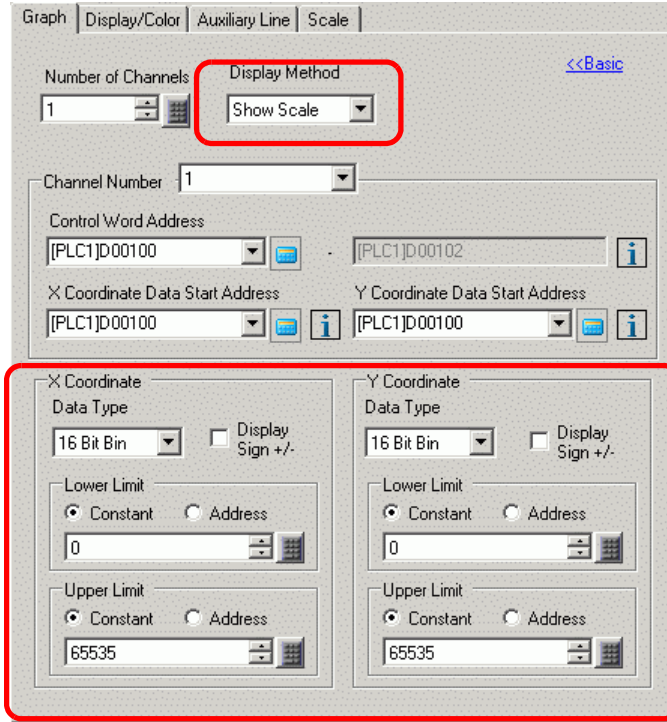 Graph Display/Color Auxiliary Line Scale
Number of Channels Display Method <<Basic
1 Show Scale
Channel Number 1
Control Word Address
[PLC1]D00100 - [PLC1]D00102
X Coordinate Data Start Address Y Coordinate Data Start Address
[PLC1]D00100 [PLC1]D00100
X Coordinate Y Coordinate
Data Type Data Type
16 Bit Bin Display Sign +/- 16 Bit Bin Display Sign +/-
Lower Limit Lower Limit
Constant Address Constant Address
0 0
Upper Limit Upper Limit
Constant Address Constant Address
65535 65535